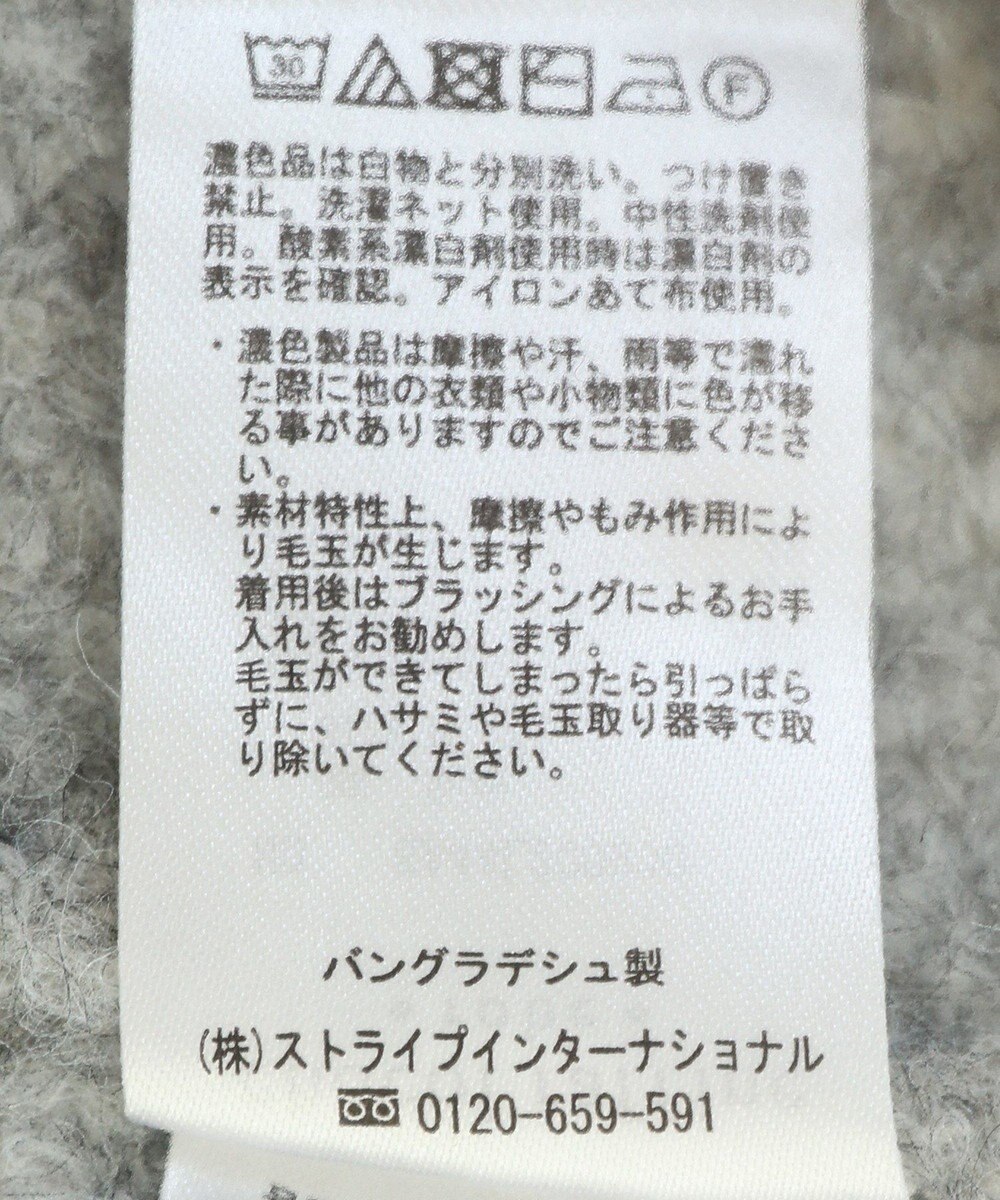 30 F
濃色品は白物と分別洗い。つけ置き
禁止。洗濯ネット使用。中性洗剤使
用。酸素系漂白剤使用時は漂白剤の
表示を確認。アイロンあて布使用。
・濃色製品は摩擦や汗、雨等で濡れ
た際に他の衣類や小物類に色が移
る事がありますのでご注意くださ
い。
・素材特性上、摩擦やもみ作用によ
り毛玉が生じます。
着用後はブラッシングによるお手
入れをお勧めします。
毛玉ができてしまったら引っぱら
ずに、ハサミや毛玉取り器等で取
り除いてください。
バングラデシュ製
(株)ストライプインターナショナル
0120-659-591